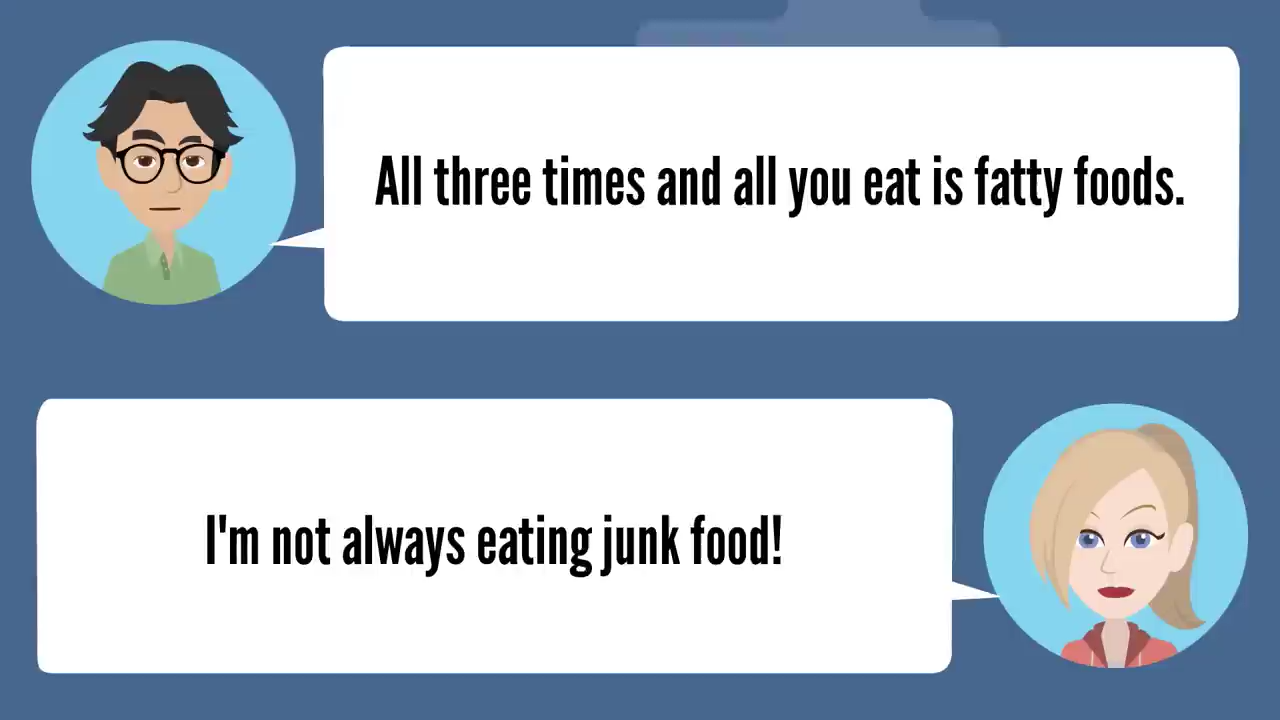 All three times and all you eat is fatty foods.
I'm not always eating junk food!